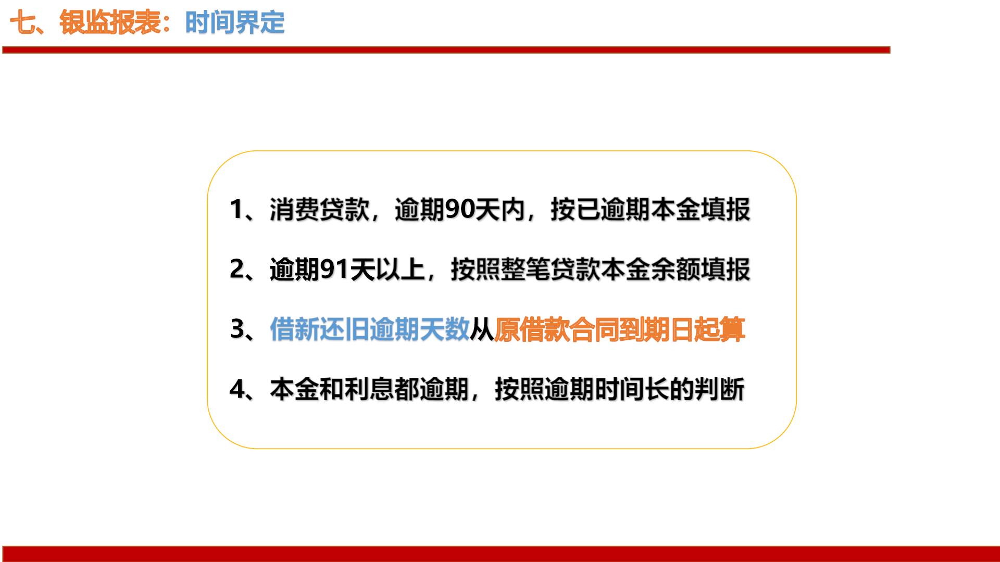 七、银监报表：时间界定
1、消费贷款，逾期90天内，按已逾期本金填报
2、逾期91天以上，按照整笔贷款本金余额填报
3、借新还旧逾期天数从原借款合同到期日起算
4、本金和利息都逾期，按照逾期时间长的判断